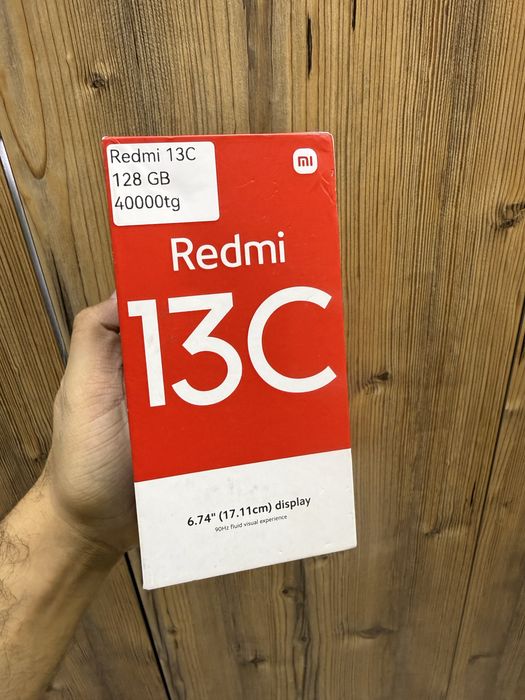 Redmi 13C
128 GB
40000tg
mi
Redmi
13C
6.74" (17.11cm) display
90Hz fluid visual experience